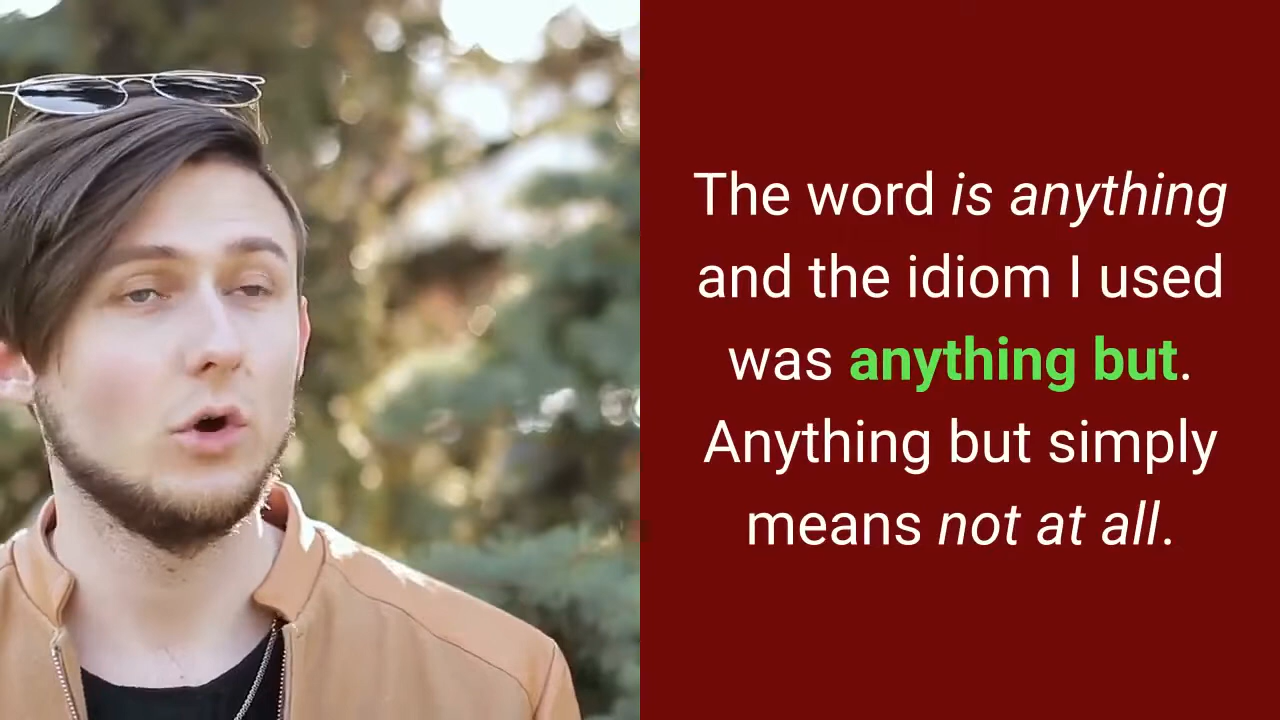 The word is anything
and the idiom I used
was anything but.
Anything but simply
means not at all.